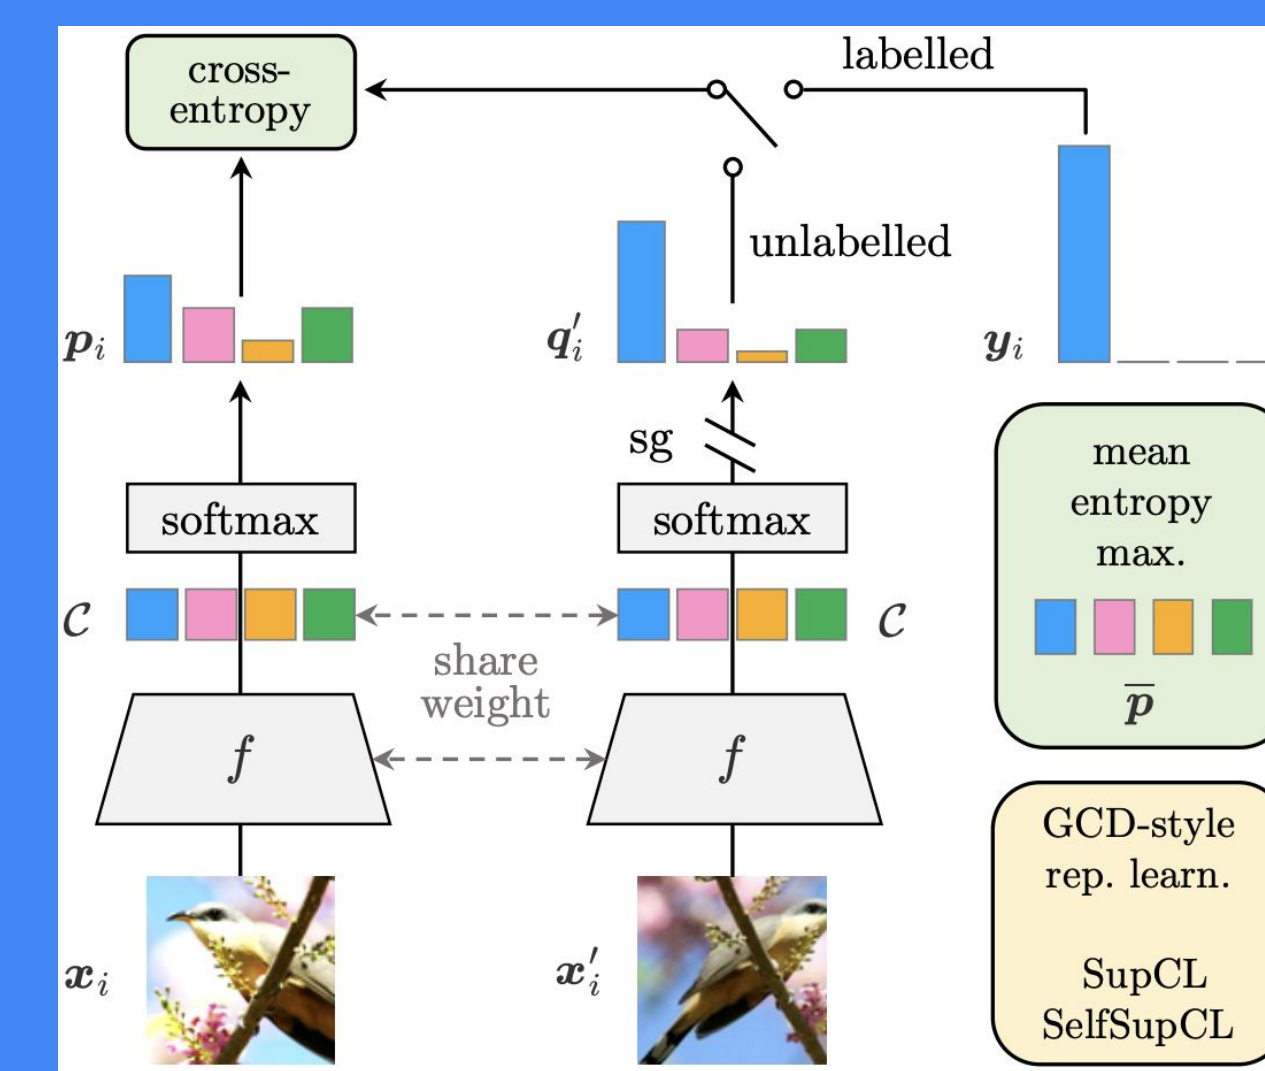 cross-
entropy
labelled
unlabelled
p_i
q′_i
y_i
sg
softmax
softmax
C
C
share
weight
f
f
x_i
x′_i
mean
entropy
max.
p̅
GCD-style
rep. learn.
SupCL
SelfSupCL